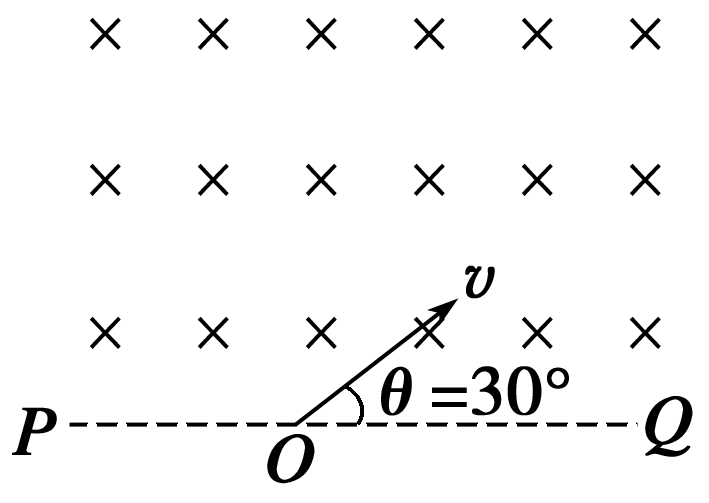 × × × × × ×
× × × × × ×
× × × × × ×
v
θ =30°
P
O
Q